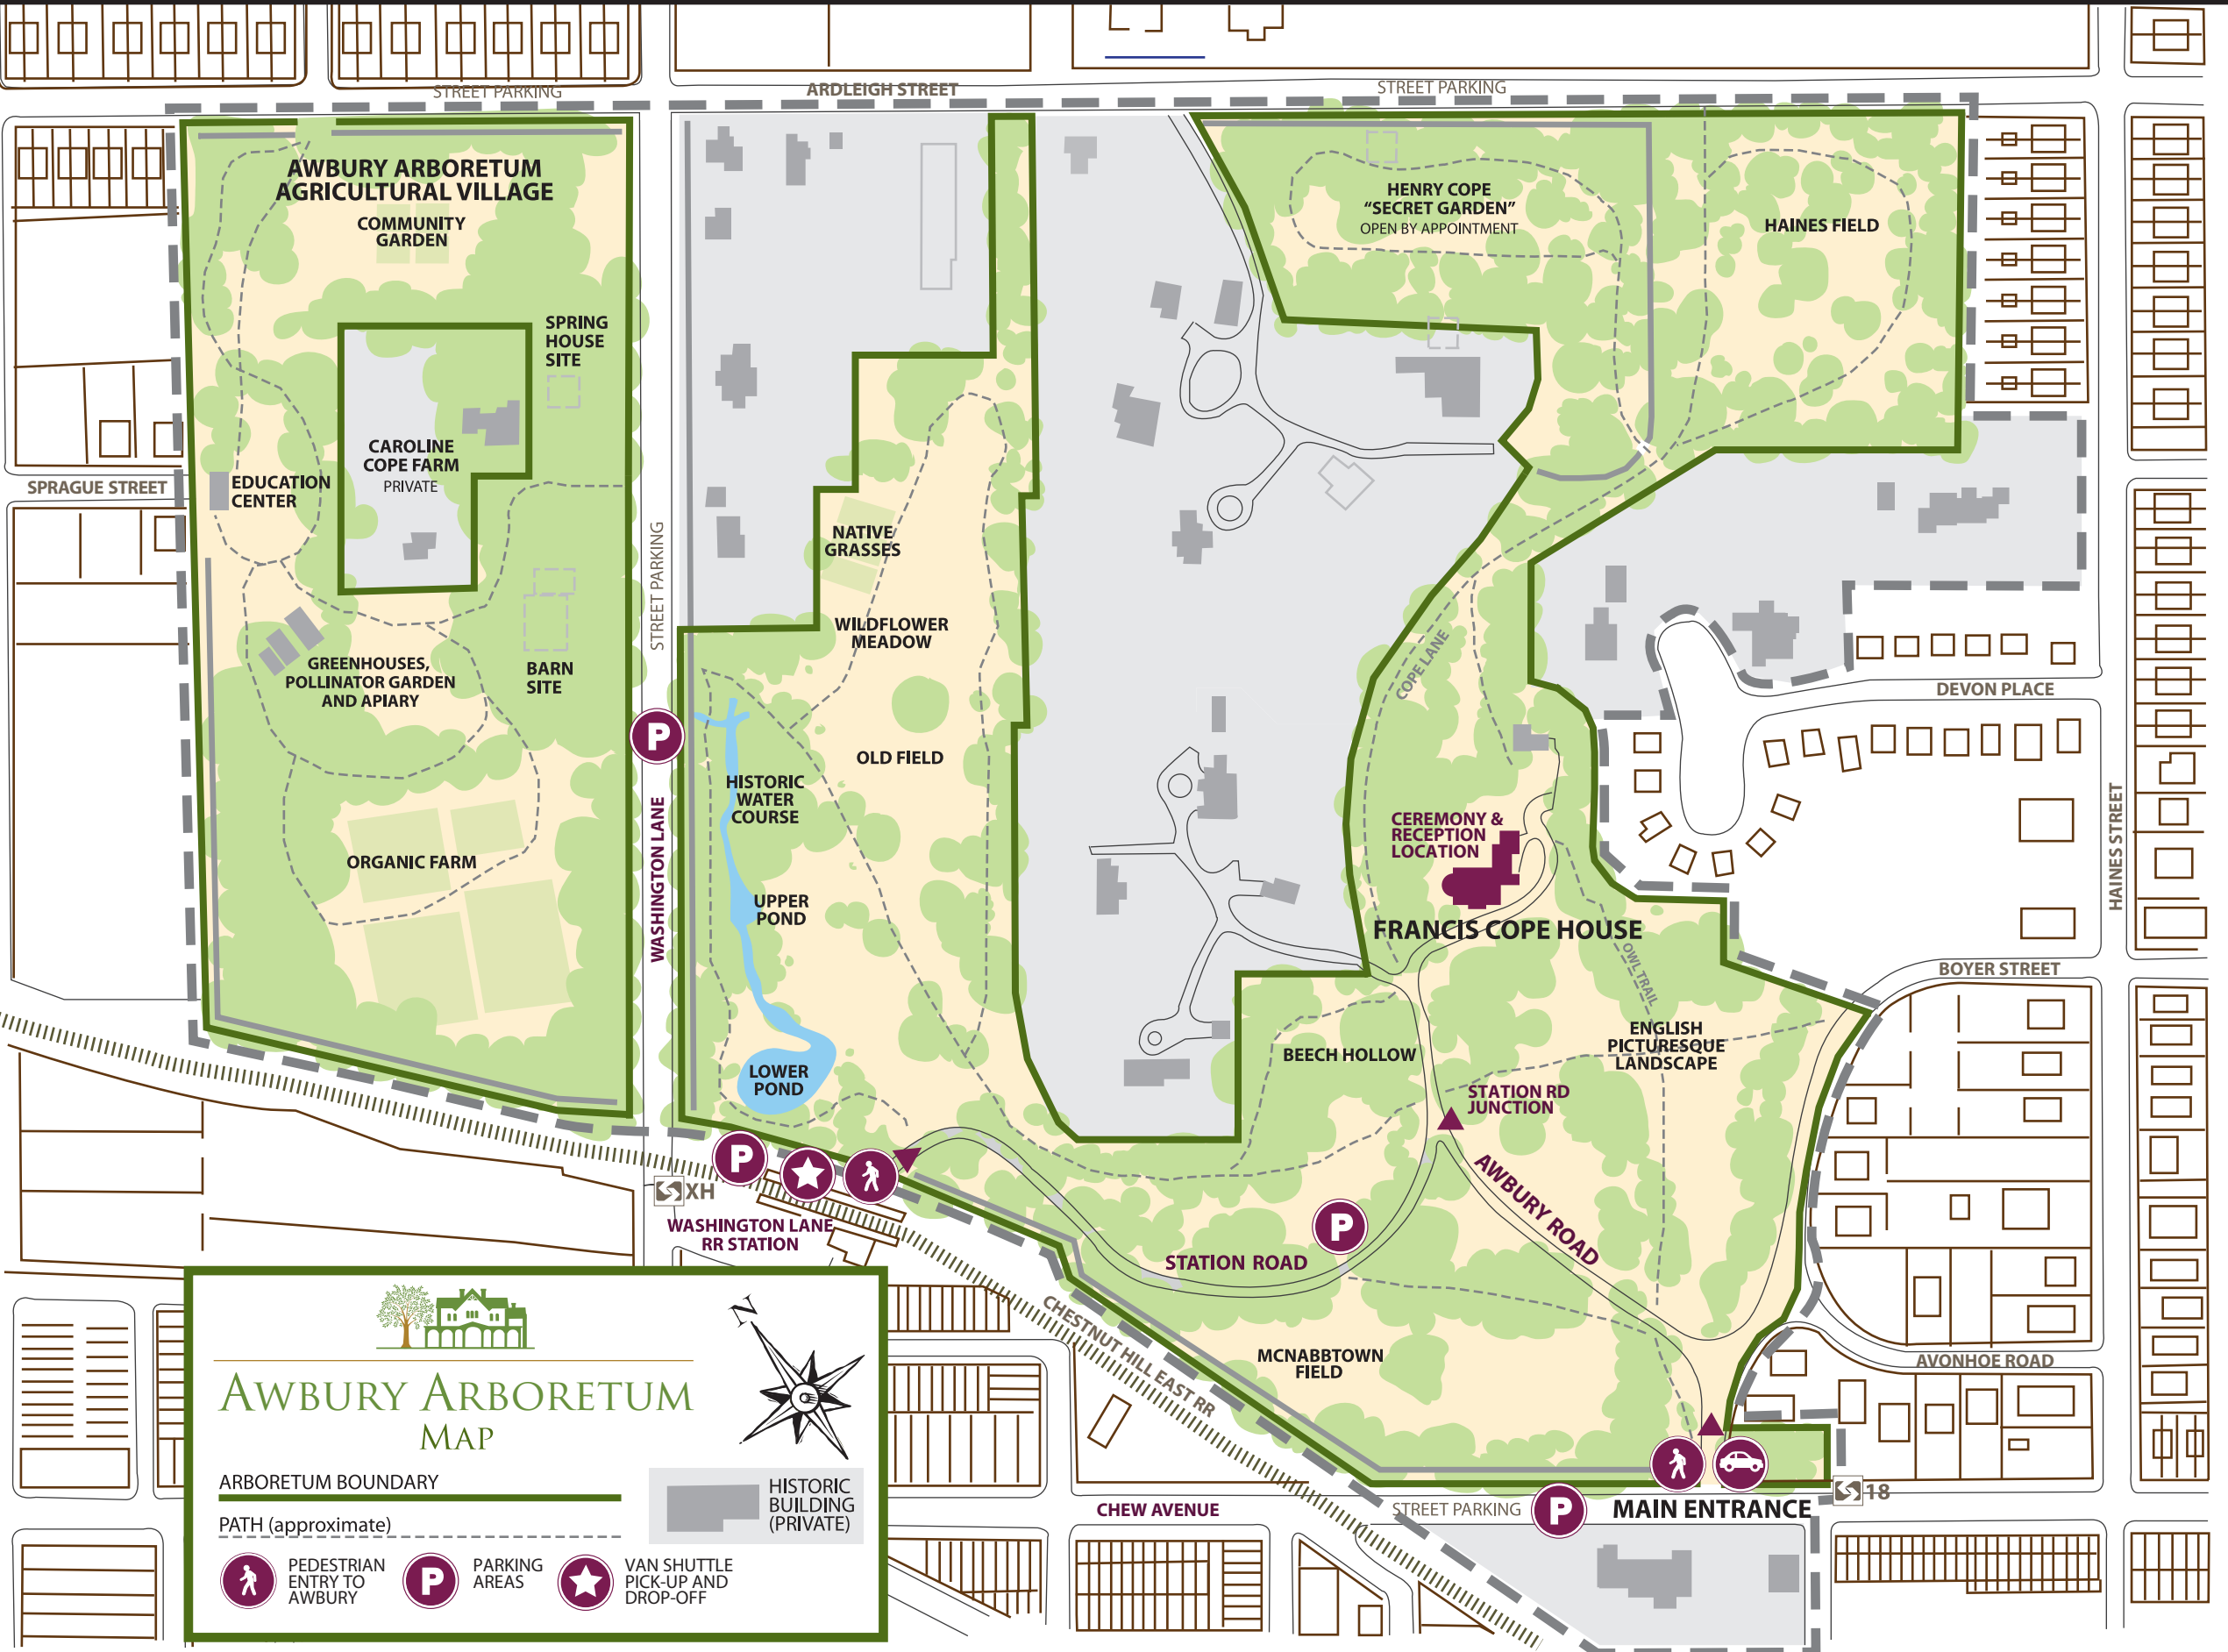 STREET PARKING
ARDLEIGH STREET
STREET PARKING
AWBURY ARBORETUM
AGRICULTURAL VILLAGE
COMMUNITY
GARDEN
HENRY COPE
“SECRET GARDEN”
OPEN BY APPOINTMENT
HAINES FIELD
SPRING
HOUSE
SITE
CAROLINE
COPE FARM
PRIVATE
SPRAGUE STREET
EDUCATION
CENTER
NATIVE
GRASSES
STREET PARKING
WILDFLOWER
MEADOW
COPE LANE
GREENHOUSES,
POLLINATOR GARDEN
AND APIARY
BARN
SITE
DEVON PLACE
P
OLD FIELD
HISTORIC
WATER
COURSE
WASHINGTON LANE
ORGANIC FARM
CEREMONY &
RECEPTION
LOCATION
HAINES STREET
UPPER
POND
FRANCIS COPE HOUSE
OWL TRAIL
BOYER STREET
ENGLISH
PICTURESQUE
LANDSCAPE
BEECH HOLLOW
LOWER
POND
STATION RD
JUNCTION
P
XH
WASHINGTON LANE
RR STATION
AWBURY ROAD
P
STATION ROAD
CHESTNUT HILL EAST RR
MCNABBTOWN
FIELD
AVONHOE ROAD
CHEW AVENUE
STREET PARKING
P
MAIN ENTRANCE
18
N
AWBURY ARBORETUM
MAP
ARBORETUM BOUNDARY
PATH (approximate)
HISTORIC
BUILDING
(PRIVATE)
PEDESTRIAN
ENTRY TO
AWBURY
P
PARKING
AREAS
VAN SHUTTLE
PICK-UP AND
DROP-OFF